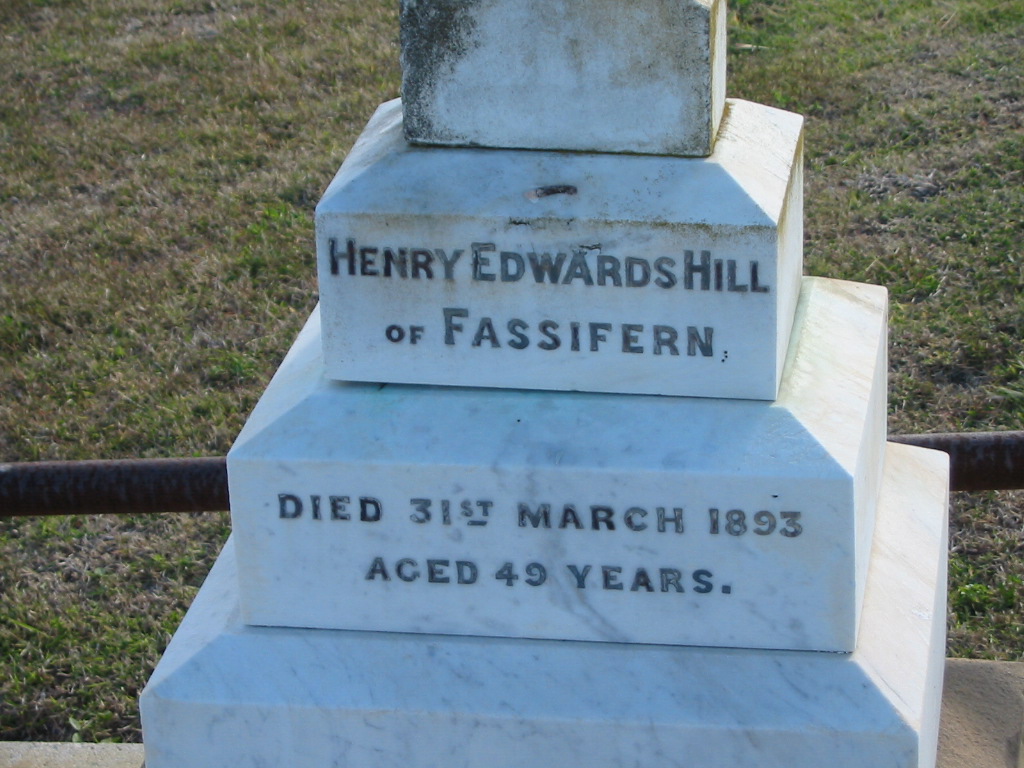 HENRY EDWARDS HILL
OF FASSIFERN;
DIED 31ST MARCH 1893
AGED 49 YEARS.